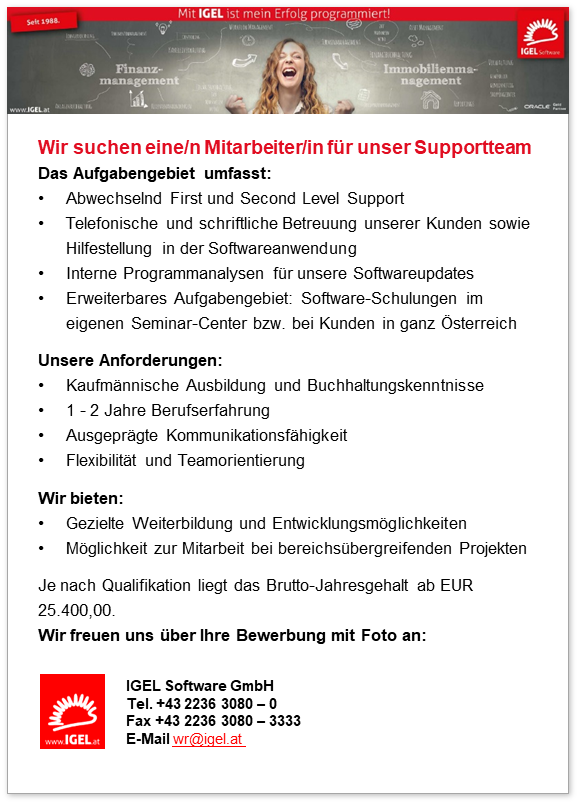 Mit IGEL ist mein Erfolg programmiert!
Seit 1988.
IGEL Software
Finanz-
management
Immobilienma-
nagement
www.IGEL.at
ORACLE Gold
Partner
Wir suchen eine/n Mitarbeiter/in für unser Supportteam
Das Aufgabengebiet umfasst:
• Abwechselnd First und Second Level Support
• Telefonische und schriftliche Betreuung unserer Kunden sowie
Hilfestellung in der Softwareanwendung
• Interne Programmanalysen für unsere Softwareupdates
• Erweiterbares Aufgabengebiet: Software-Schulungen im
eigenen Seminar-Center bzw. bei Kunden in ganz Österreich
Unsere Anforderungen:
• Kaufmännische Ausbildung und Buchhaltungskenntnisse
• 1 - 2 Jahre Berufserfahrung
• Ausgeprägte Kommunikationsfähigkeit
• Flexibilität und Teamorientierung
Wir bieten:
• Gezielte Weiterbildung und Entwicklungsmöglichkeiten
• Möglichkeit zur Mitarbeit bei bereichsübergreifenden Projekten
Je nach Qualifikation liegt das Brutto-Jahresgehalt ab EUR
25.400,00.
Wir freuen uns über Ihre Bewerbung mit Foto an:
IGEL Software GmbH
Tel. +43 2236 3080 – 0
Fax +43 2236 3080 – 3333
E-Mail wr@igel.at
www.IGEL.at